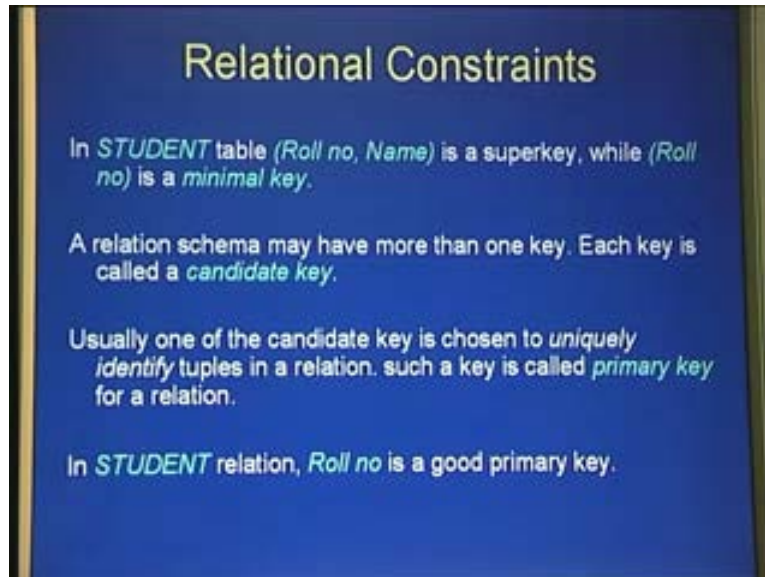 Relational Constraints
In STUDENT table (Roll no, Name) is a superkey, while (Roll
no) is a minimal key.
A relation schema may have more than one key. Each key is
called a candidate key.
Usually one of the candidate key is chosen to uniquely
identify tuples in a relation. such a key is called primary key
for a relation.
In STUDENT relation, Roll no is a good primary key.